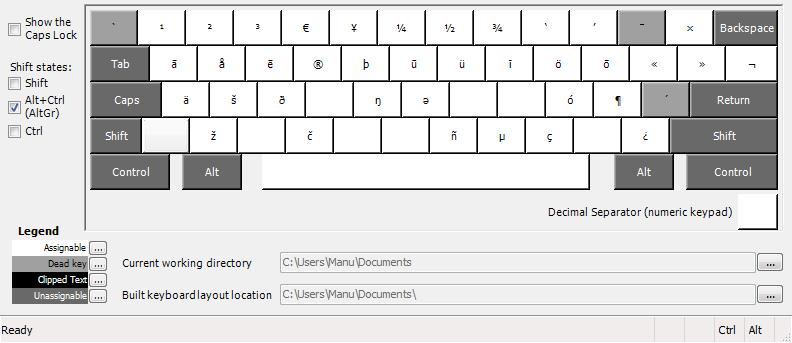 Show the
Caps Lock
Shift states:
Shift
Alt+Ctrl
(AltGr)
Ctrl
` ¹ ² ³ € ¥ ¼ ½ ¾ ‘ ’ ¯ × Backspace
Tab ã å ē ® þ ū ü ī ö õ « » ¬
Caps ä š ð ŋ ə ó ¶ ´ Return
Shift ž č ñ µ ç ¿ Shift
Control Alt Alt Control
Decimal Separator (numeric keypad)
Legend
Assignable ...
Dead key ...
Clipped Text ...
Unassignable ...
Current working directory C:\Users\Manu\Documents ...
Built keyboard layout location C:\Users\Manu\Documents\ ...
Ready Ctrl Alt